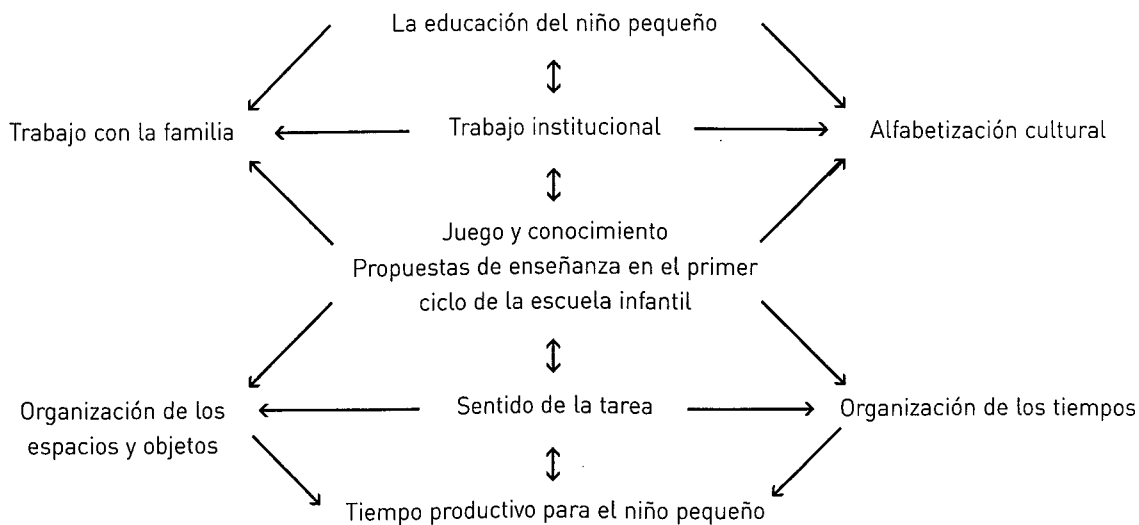 La educación del niño pequeño
Trabajo con la familia
Trabajo institucional
Alfabetización cultural
Juego y conocimiento
Propuestas de enseñanza en el primer
ciclo de la escuela infantil
Organización de los
espacios y objetos
Sentido de la tarea
Organización de los tiempos
Tiempo productivo para el niño pequeño